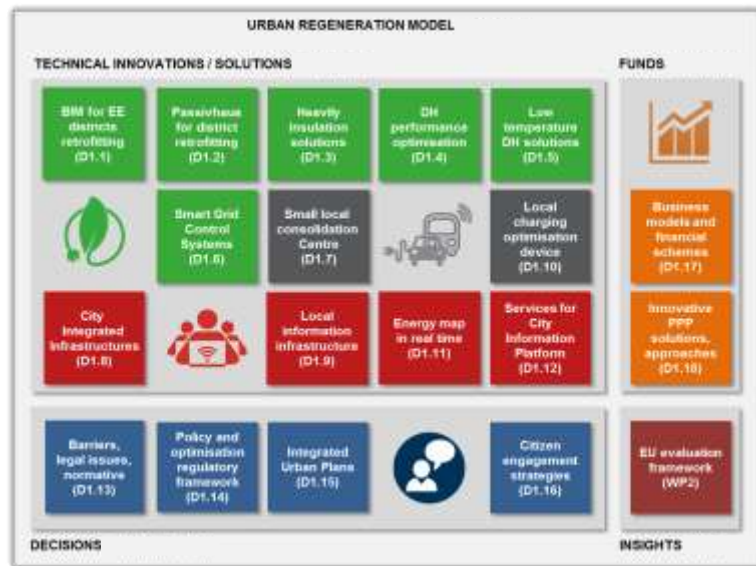 URBAN REGENERATION MODEL
TECHNICAL INNOVATIONS / SOLUTIONS
FUNDS
BIM for EE
districts
retrofitting
(D1.1)
Passivhaus
for district
retrofitting
(D1.2)
Heavily
insulation
solutions
(D1.3)
DH
performance
optimisation
(D1.4)
Low
temperature
DH solutions
(D1.5)
Smart Grid
Control
Systems
(D1.6)
Small local
consolidation
Centre
(D1.7)
Local
charging
optimisation
device
(D1.10)
Business
models and
financial
schemes
(D1.17)
City
Integrated
Infrastructures
(D1.8)
Local
information
infrastructure
(D1.9)
Energy map
in real time
(D1.11)
Services for
City
Information
Platform
(D1.12)
Innovative
PPP
solutions,
approaches
(D1.18)
Barriers,
legal issues,
normative
(D1.13)
Policy and
optimisation
regulatory
framework
(D1.14)
Integrated
Urban Plans
(D1.15)
Citizen
engagement
strategies
(D1.16)
EU evaluation
framework
(WP2)
DECISIONS
INSIGHTS